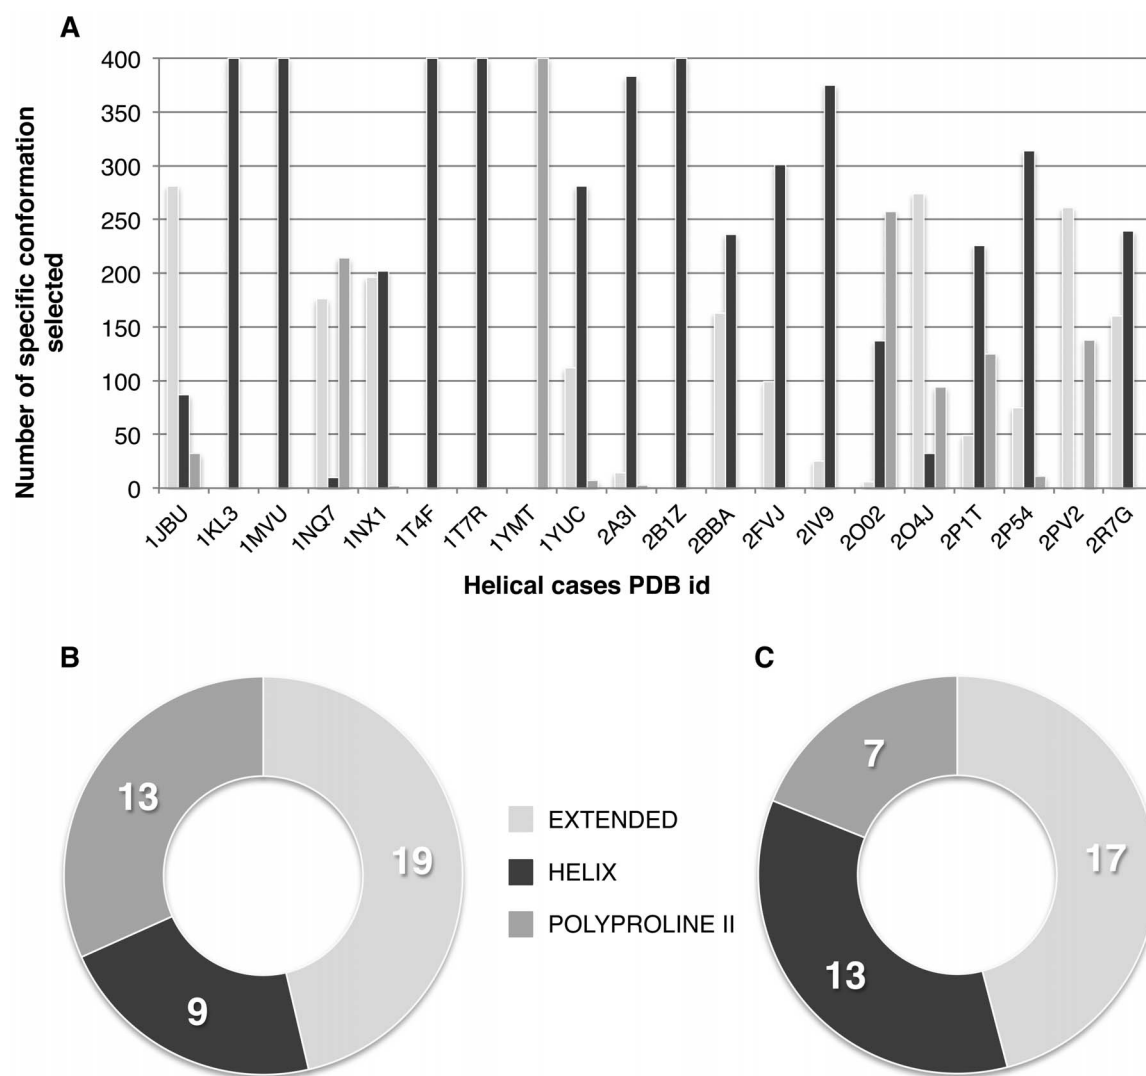 A
Number of specific conformation
selected
400
350
300
250
200
150
100
50
0
1JBU
1KL3
1MVU
1NQ7
1NX1
1T4F
1T7R
1YMT
1YUC
2A3I
2B1Z
2BBA
2FVJ
2IV9
2O02
2O4J
2P1T
2P54
2PV2
2R7G
Helical cases PDB id
B
C
13
19
9
EXTENDED
HELIX
POLYPROLINE II
7
17
13